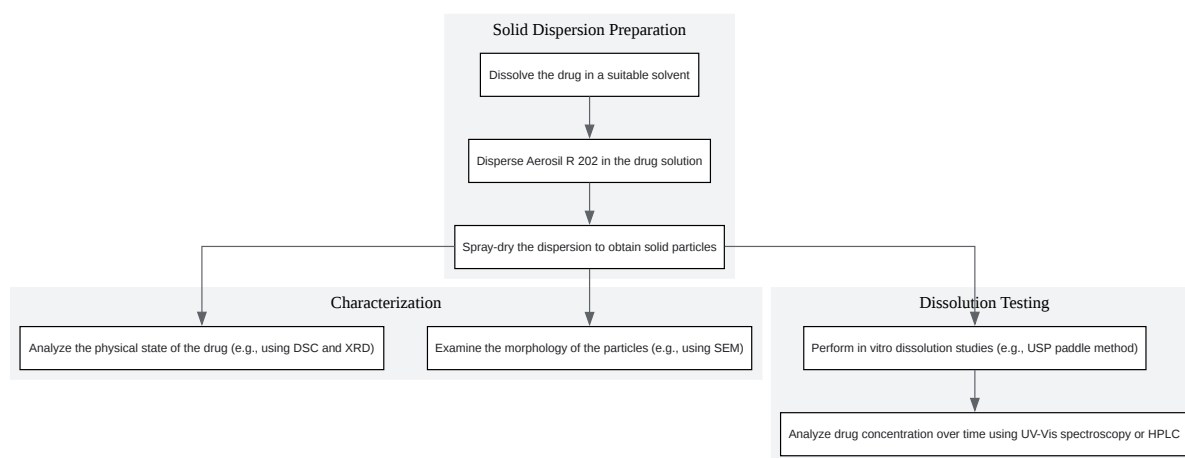 Solid Dispersion Preparation
Dissolve the drug in a suitable solvent
Disperse Aerosil R 202 in the drug solution
Spray-dry the dispersion to obtain solid particles
Characterization
Analyze the physical state of the drug (e.g., using DSC and XRD)
Examine the morphology of the particles (e.g., using SEM)
Dissolution Testing
Perform in vitro dissolution studies (e.g., USP paddle method)
Analyze drug concentration over time using UV-Vis spectroscopy or HPLC